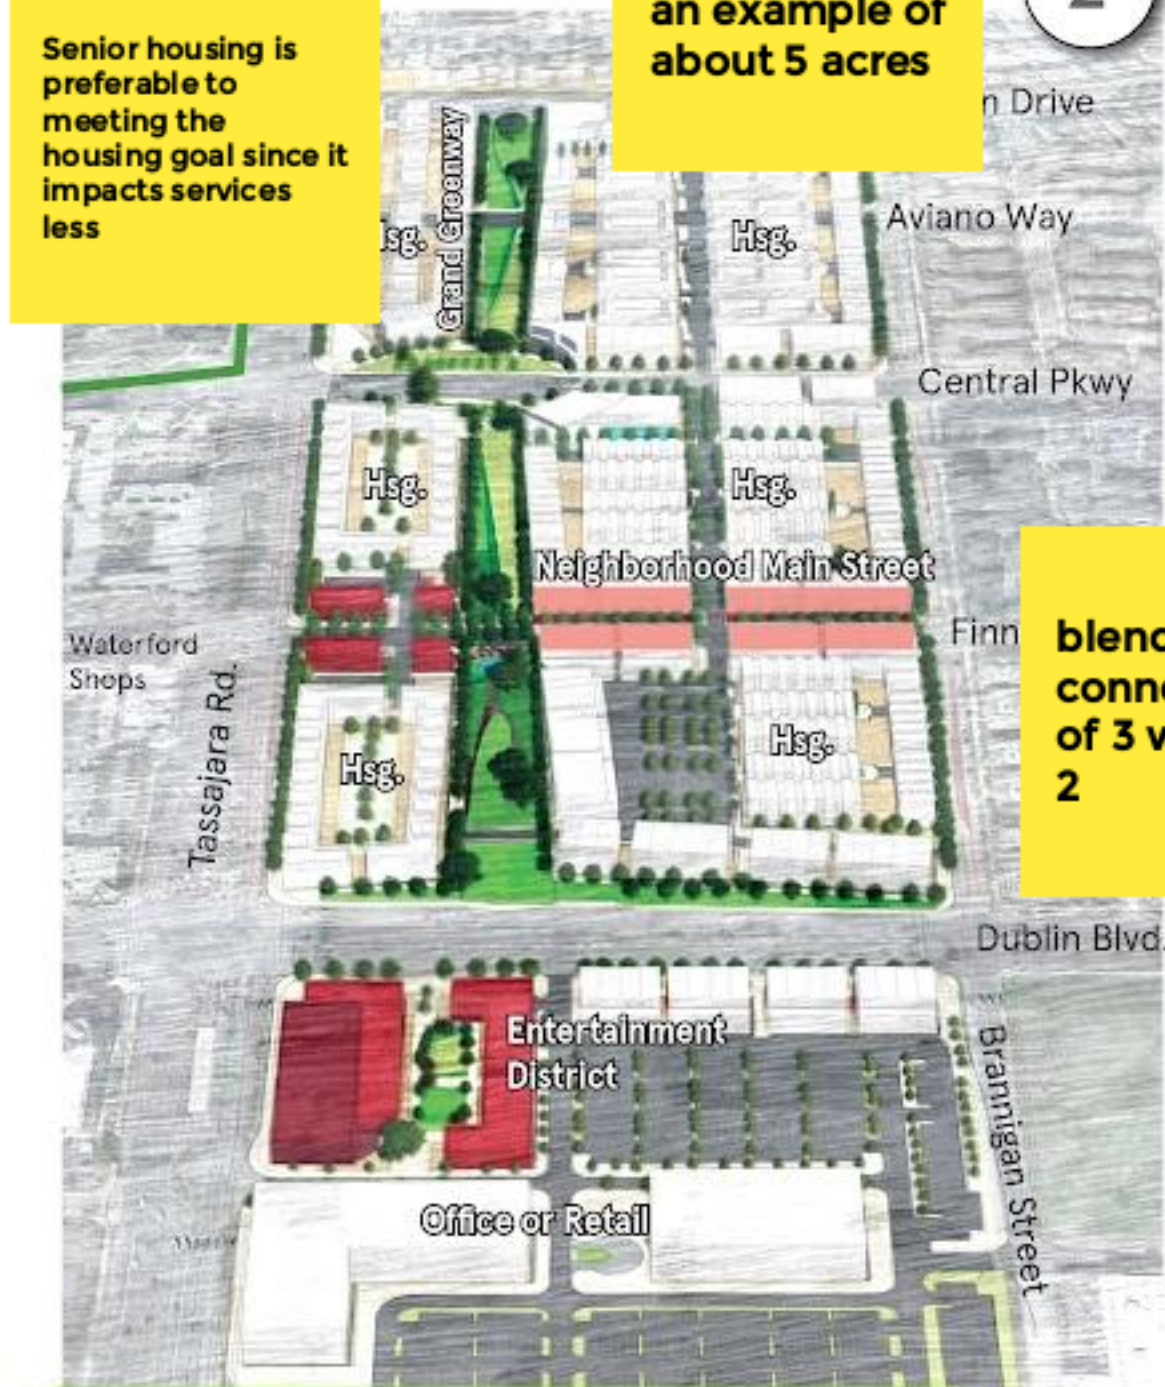 Senior housing is
preferable to
meeting the
housing goal since it
impacts services
less
an example of
about 5 acres
2
Drive
Grand Greenway
Aviano Way
Hsg.
Hsg.
Central Pkwy
Hsg.
Hsg.
Neighborhood Main Street
Waterford
Shops
Finn
of 3
2
Tassajara Rd.
Hsg.
Hsg.
Dublin Blvd.
Entertainment
District
Brannigan Street
Office or Retail